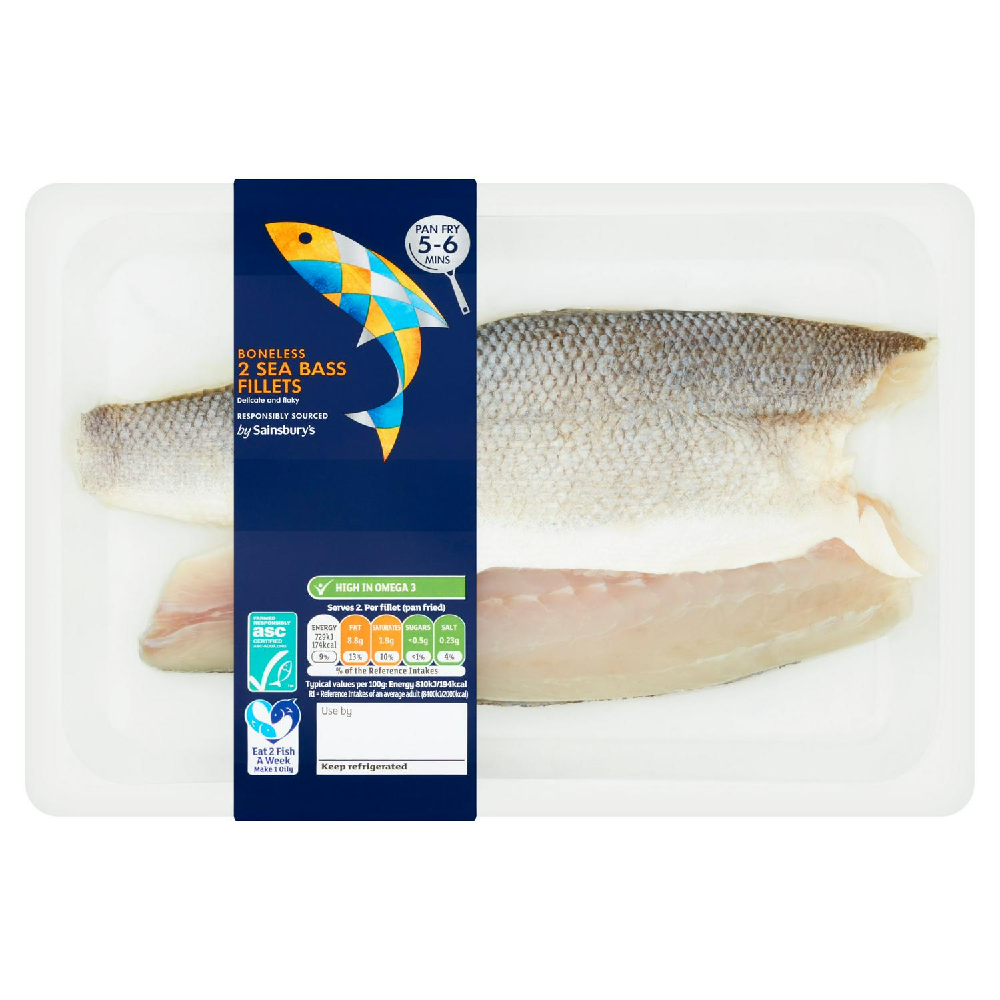 PAN FRY
5-6
MINS
BONELESS
2 SEA BASS
FILLETS
Delicate and flaky
RESPONSIBLY SOURCED
by Sainsbury's
HIGH IN OMEGA 3
Serves 2. Per fillet (pan fried)
ENERGY FAT SATURATES SUGARS SALT
729kJ
174kcal 8.8g 1.9g <0.5g 0.23g
9% 13% 10% <1% 4%
% of the Reference Intakes
Typical values per 100g: Energy 810kJ/194kcal
RI = Reference Intakes of an average adult (8400kJ/2000kcal)
FARMED
RESPONSIBLY
asc
CERTIFIED
ASC-AQUA.ORG
TM
Eat 2 Fish
A Week
Make 1 Oily
Use by
Keep refrigerated